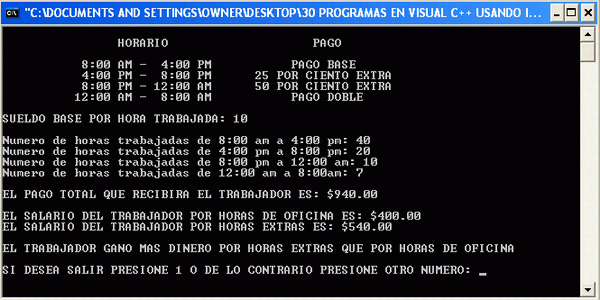 "C:\DOCUMENTS AND SETTINGS\OWNER\DESKTOP\30 PROGRAMAS EN VISUAL C++ USANDO I...
HORARIO PAGO
8:00 AM - 4:00 PM PAGO BASE
4:00 PM - 8:00 PM 25 POR CIENTO EXTRA
8:00 PM - 12:00 AM 50 POR CIENTO EXTRA
12:00 AM - 8:00 AM PAGO DOBLE
SUELDO BASE POR HORA TRABAJADA: 10
Numero de horas trabajadas de 8:00 am a 4:00 pm: 40
Numero de horas trabajadas de 4:00 pm a 8:00 pm: 20
Numero de horas trabajadas de 8:00 pm a 12:00 am: 10
Numero de horas trabajadas de 12:00 am a 8:00am: 7
EL PAGO TOTAL QUE RECIBIRA EL TRABAJADOR ES: $940.00
EL SALARIO DEL TRABAJADOR POR HORAS DE OFICINA ES: $400.00
EL SALARIO DEL TRABAJADOR POR HORAS EXTRAS ES: $540.00
EL TRABAJADOR GANO MAS DINERO POR HORAS EXTRAS QUE POR HORAS DE OFICINA
SI DESEA SALIR PRESIONE 1 O DE LO CONTRARIO PRESIONE OTRO NUMERO: _